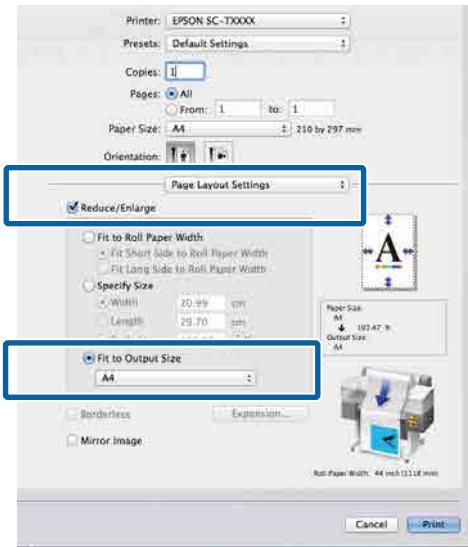 Printer: EPSON SC-TXXXX
Presets: Default Settings
Copies: 1
Pages: All
From: 1 to: 1
Paper Size: A4 210 by 297 mm
Orientation:
Page Layout Settings
Reduce/Enlarge
Fit to Roll Paper Width
Fit Short Side to Roll Paper Width
Fit Long Side to Roll Paper Width
Specify Size
Width 20.99 cm
Length 29.70 cm
Fit to Output Size
A4
Borderless Expansion...
Mirror Image
A
Paper Size:
A4
Output Size
A4
Roll Paper Width: 44 inch (1118 mm)
Cancel Print